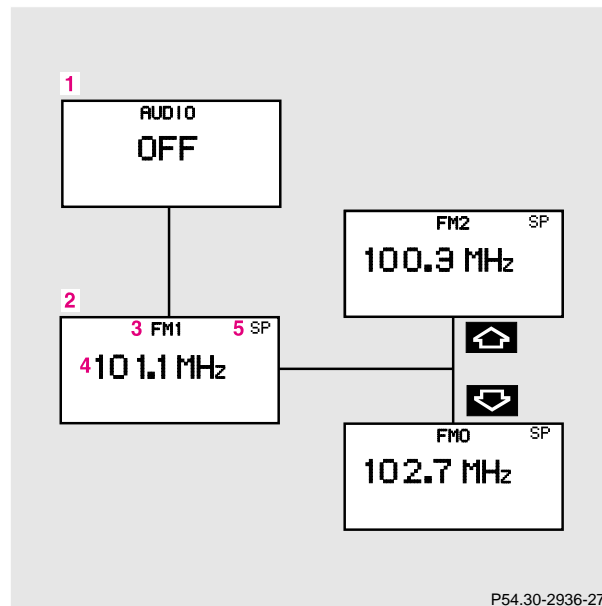 1
AUDIO
OFF
FM2 SP
100.3 MHz
2
3 FM1 5 SP
4 101.1 MHz
FM0 SP
102.7 MHz
P54.30-2936-27